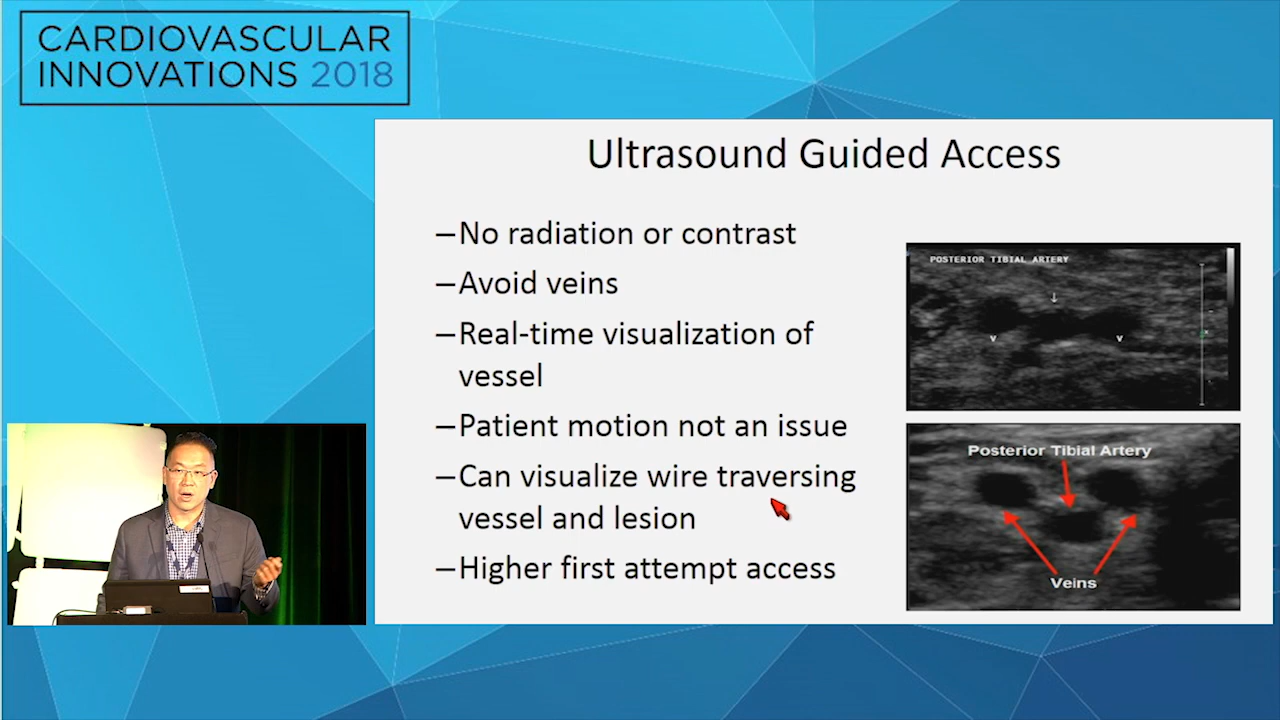 CARDIOVASCULAR
INNOVATIONS 2018
Ultrasound Guided Access
–No radiation or contrast
–Avoid veins
–Real-time visualization of
vessel
–Patient motion not an issue
–Can visualize wire traversing
vessel and lesion
–Higher first attempt access
POSTERIOR TIBIAL ARTERY
V V
Posterior Tibial Artery
Veins